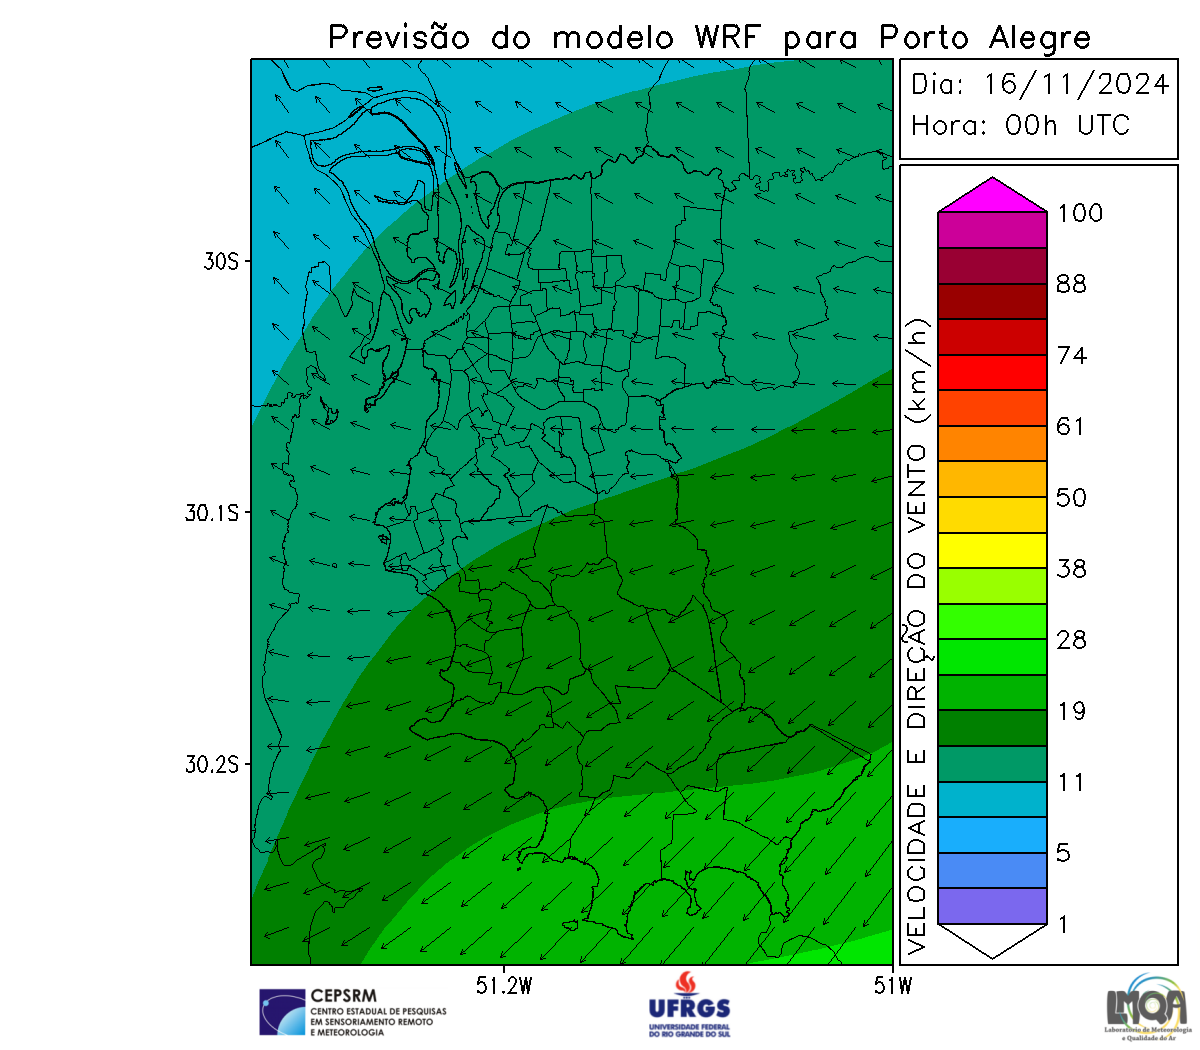 Previsão do modelo WRF para Porto Alegre
Dia: 16/11/2024
Hora: 00h UTC
30S
30.1S
30.2S
51.2W
51W
VELOCIDADE E DIREÇÃO DO VENTO (km/h)
100
88
74
61
50
38
28
19
11
5
1
CEPSRM
CENTRO ESTADUAL DE PESQUISAS
EM SENSORIAMENTO REMOTO
E METEOROLOGIA
UFRGS
UNIVERSIDADE FEDERAL
DO RIO GRANDE DO SUL
LMQA
Laboratório de Meteorologia
e Qualidade do Ar